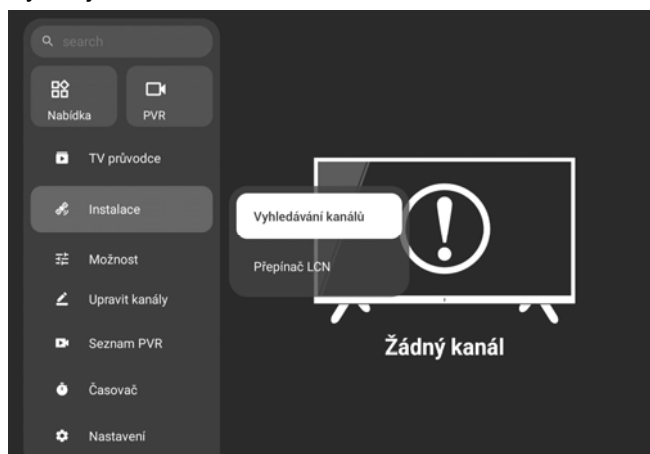 search
Nabídka
PVR
TV průvodce
Instalace
Vyhledávání kanálů
Možnost
Přepínač LCN
Upravit kanály
Seznam PVR
Žádný kanál
Časovač
Nastavení